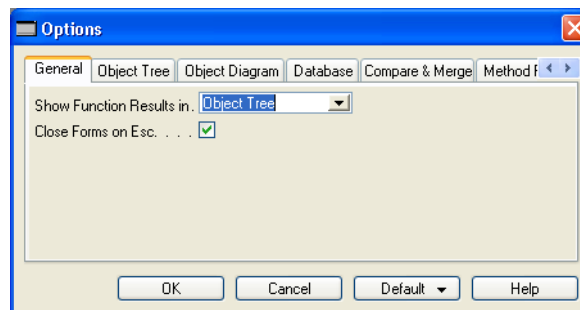 Options
General Object Tree Object Diagram Database Compare & Merge Method F
Show Function Results in. Object Tree
Close Forms on Esc. . . . .
OK Cancel Default Help